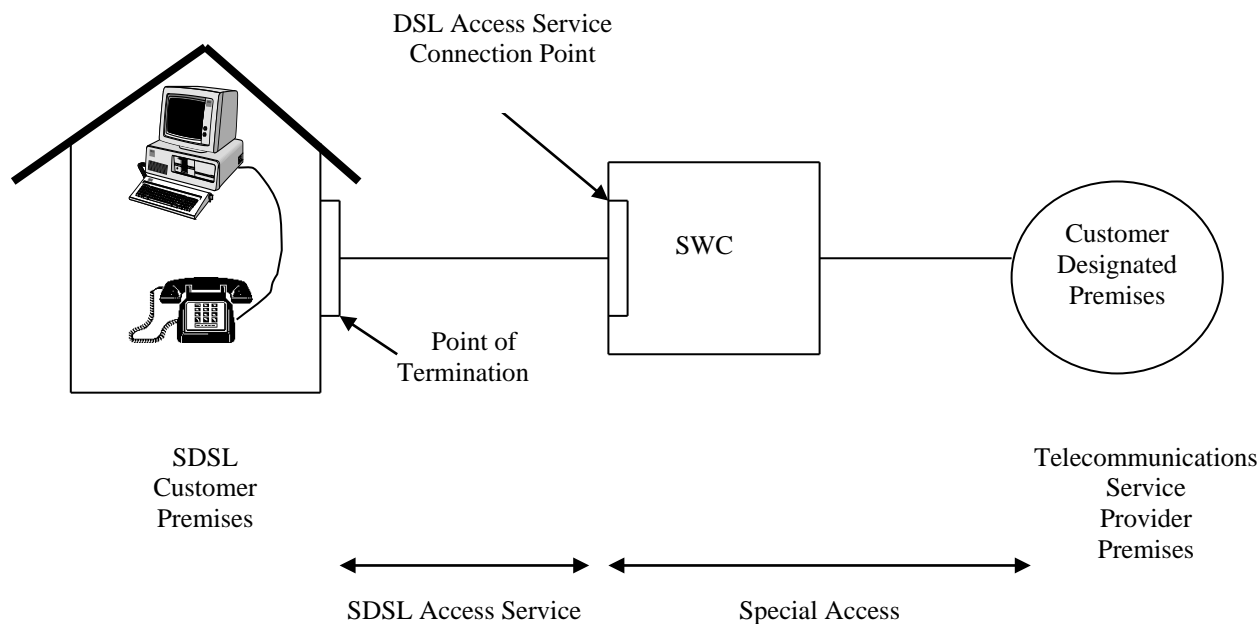 DSL Access Service
Connection Point
SWC
Customer
Designated
Premises
Point of
Termination
SDSL
Customer
Premises
Telecommunications
Service
Provider
Premises
SDSL Access Service
Special Access